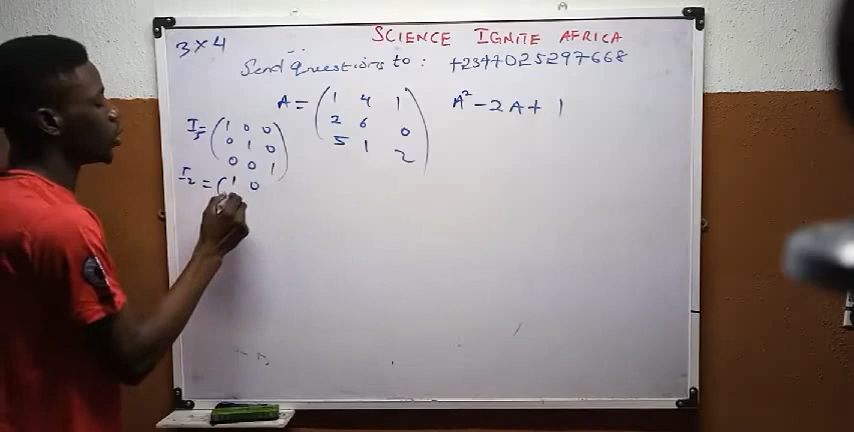 SCIENCE IGNITE AFRICA
3×4
Send questions to: +2347025297668
A = (1 4 1
2 6 0
5 1 2)
A² - 2A + 1
I₃ = (1 0 0
0 1 0
0 0 1)
I₂ = (1 0